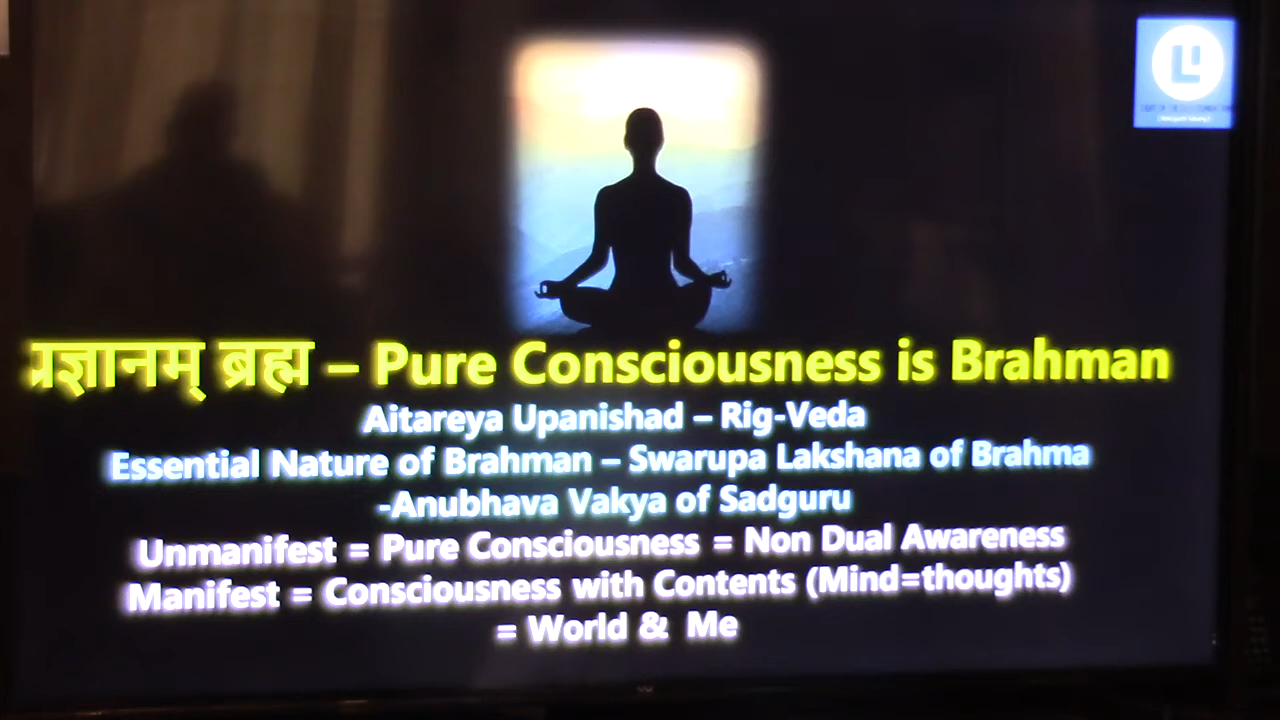 प्रज्ञानम् ब्रह्म – Pure Consciousness is Brahman
Aitareya Upanishad – Rig-Veda
Essential Nature of Brahman – Swarupa Lakshana of Brahma
-Anubhava Vakya of Sadguru
Unmanifest = Pure Consciousness = Non Dual Awareness
Manifest = Consciousness with Contents (Mind=thoughts)
= World & Me